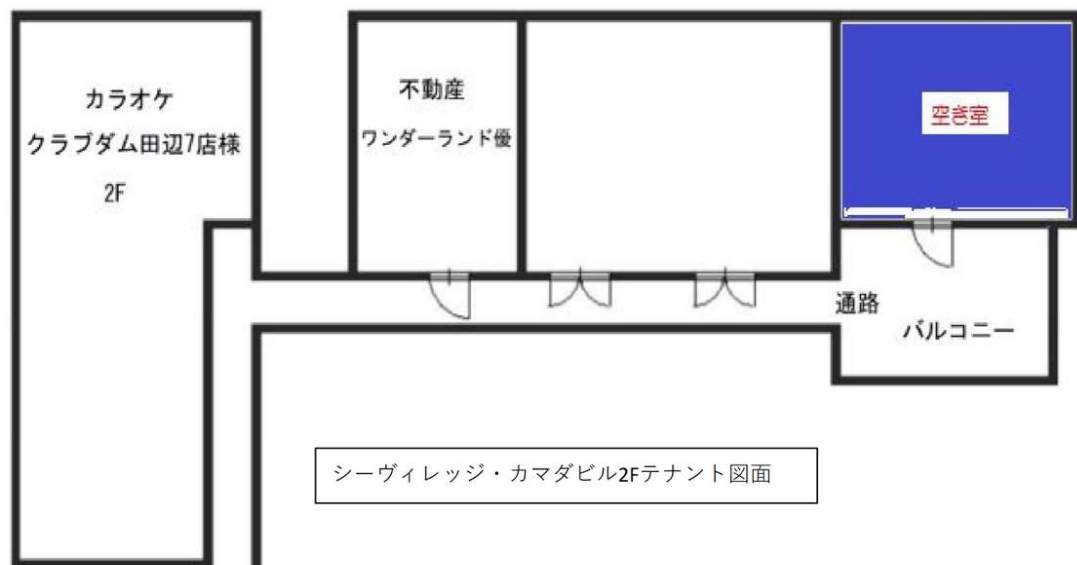 カラオケ
クラブダム田辺7店様
2F
不動産
ワンダーランド優
空き室
通路
バルコニー
シーヴィレッジ・カマダビル2Fテナント図面